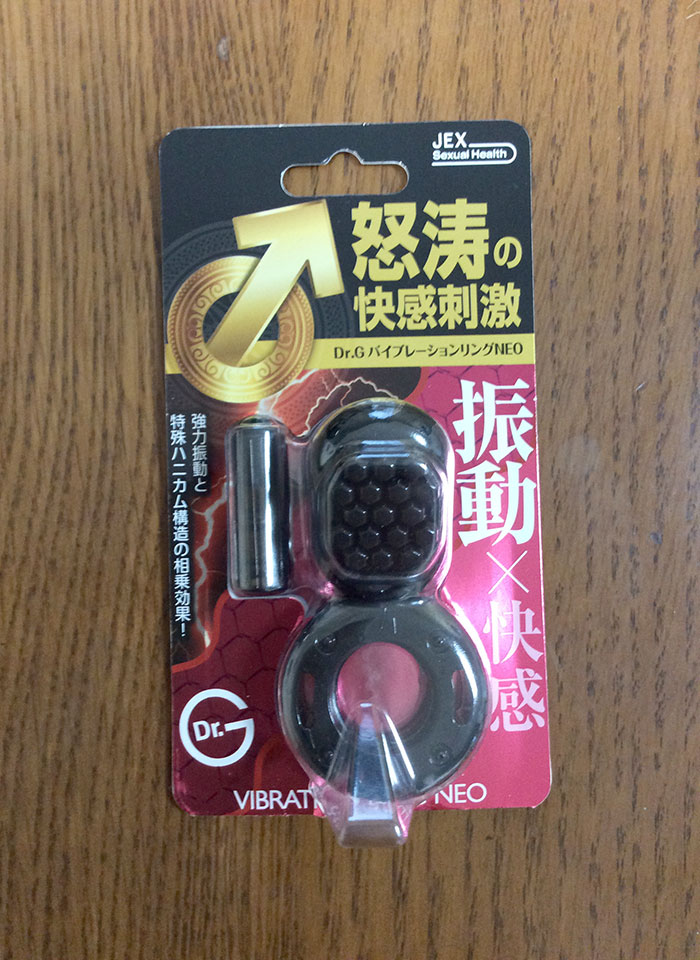 JEX
Sexual Health
怒涛の
快感刺激
Dr.G バイブレーションリングNEO
振動×快感
強力振動と
特殊ハニカム構造の相乗効果!
Dr.G
NEO